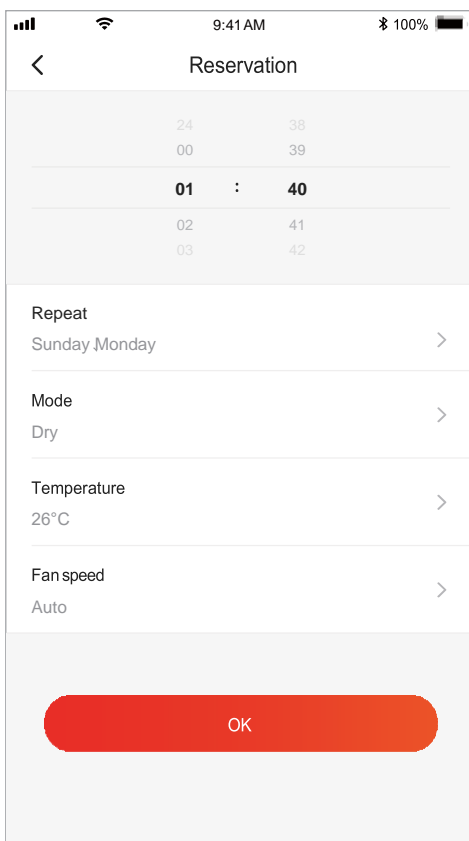 9:41 AM 100%
Reservation
24 38
00 39
01 : 40
02 41
03 42
Repeat
Sunday,Monday
Mode
Dry
Temperature
26°C
Fan speed
Auto
OK